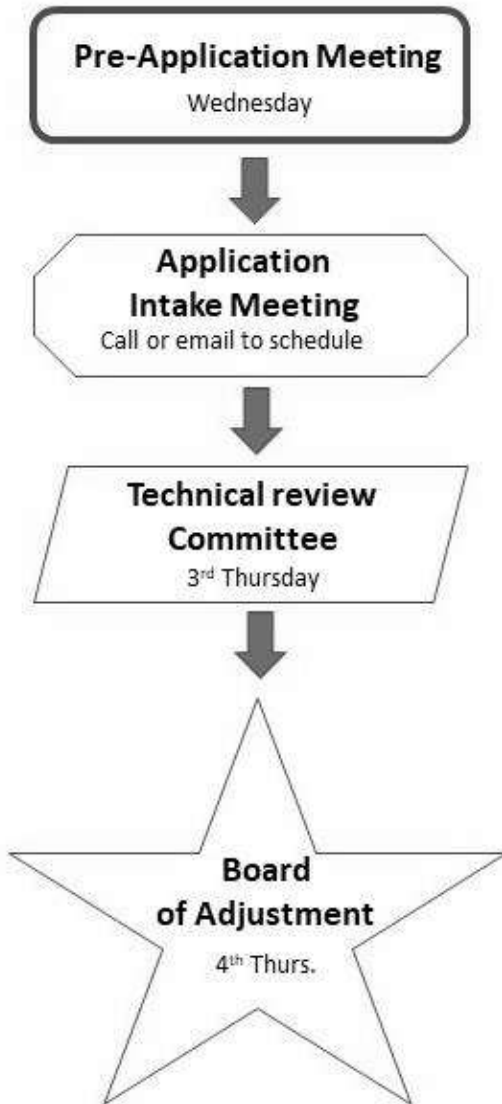 Pre-Application Meeting
Wednesday
Application
Intake Meeting
Call or email to schedule
Technical review
Committee
3rd Thursday
Board
of Adjustment
4th Thurs.